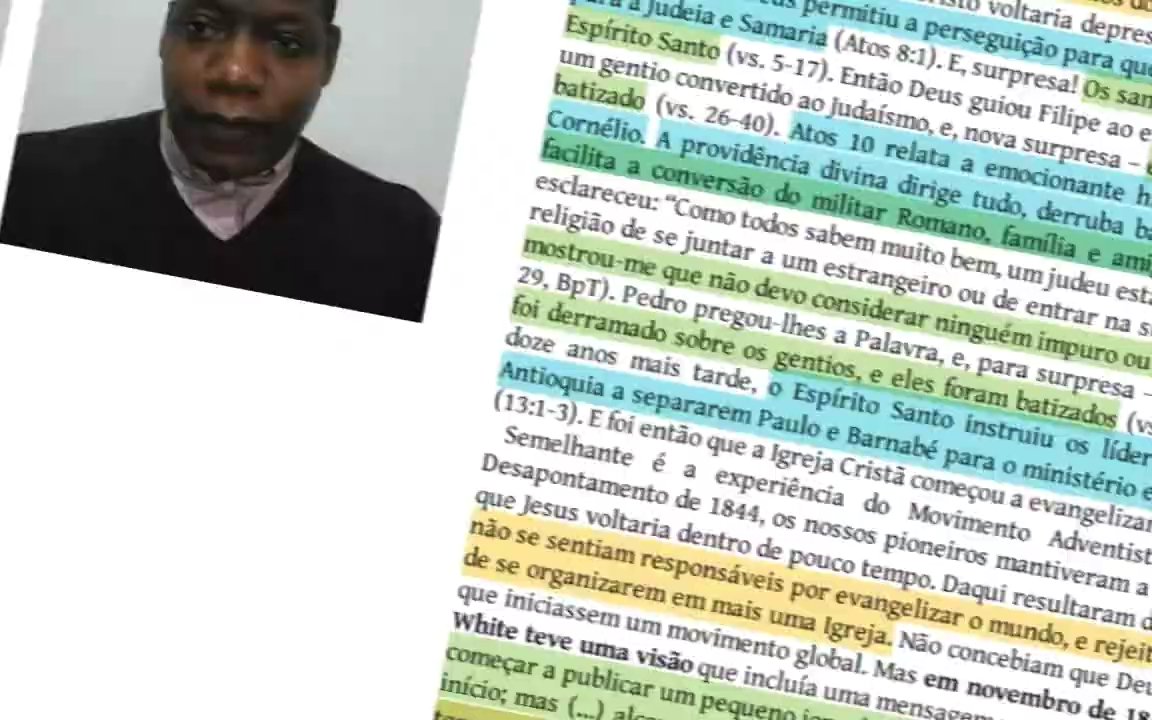 isto voltaria depres
para a Judeia e Samaria (Atos 8:1). E, surpresa! Os san
us permitiu a perseguição para que
Espírito Santo (vs. 5-17). Então Deus guiou Filipe ao e
um gentio convertido ao judaísmo, e, nova surpresa –
batizado (vs. 26-40). Atos 10 relata a emocionante h
Cornélio. A providência divina dirige tudo, derruba ba
facilita a conversão do militar Romano, família e ami
esclareceu: “Como todos sabem muito bem, um judeu est
religião de se juntar a um estrangeiro ou de entrar na s
mostrou-me que não devo considerar ninguém impuro ou
29, BpT). Pedro pregou-lhes a Palavra, e, para surpresa –
foi derramado sobre os gentios, e eles foram batizados (vs
doze anos mais tarde, o Espírito Santo instruiu os líder
Antioquia a separarem Paulo e Barnabé para o ministério e
(13:1-3). E foi então que a Igreja Cristã começou a evangelizar
Semelhante é a experiência do Movimento Adventist
Desapontamento de 1844, os nossos pioneiros mantiveram a
que Jesus voltaria dentro de pouco tempo. Daqui resultaram d
não se sentiam responsáveis por evangelizar o mundo, e rejeit
de se organizarem em mais uma Igreja. Não concebiam que Deu
que iniciassem um movimento global. Mas em novembro de 18
White teve uma visão que incluía uma mensagem
começar a publicar um pequeno
início; mas (...)